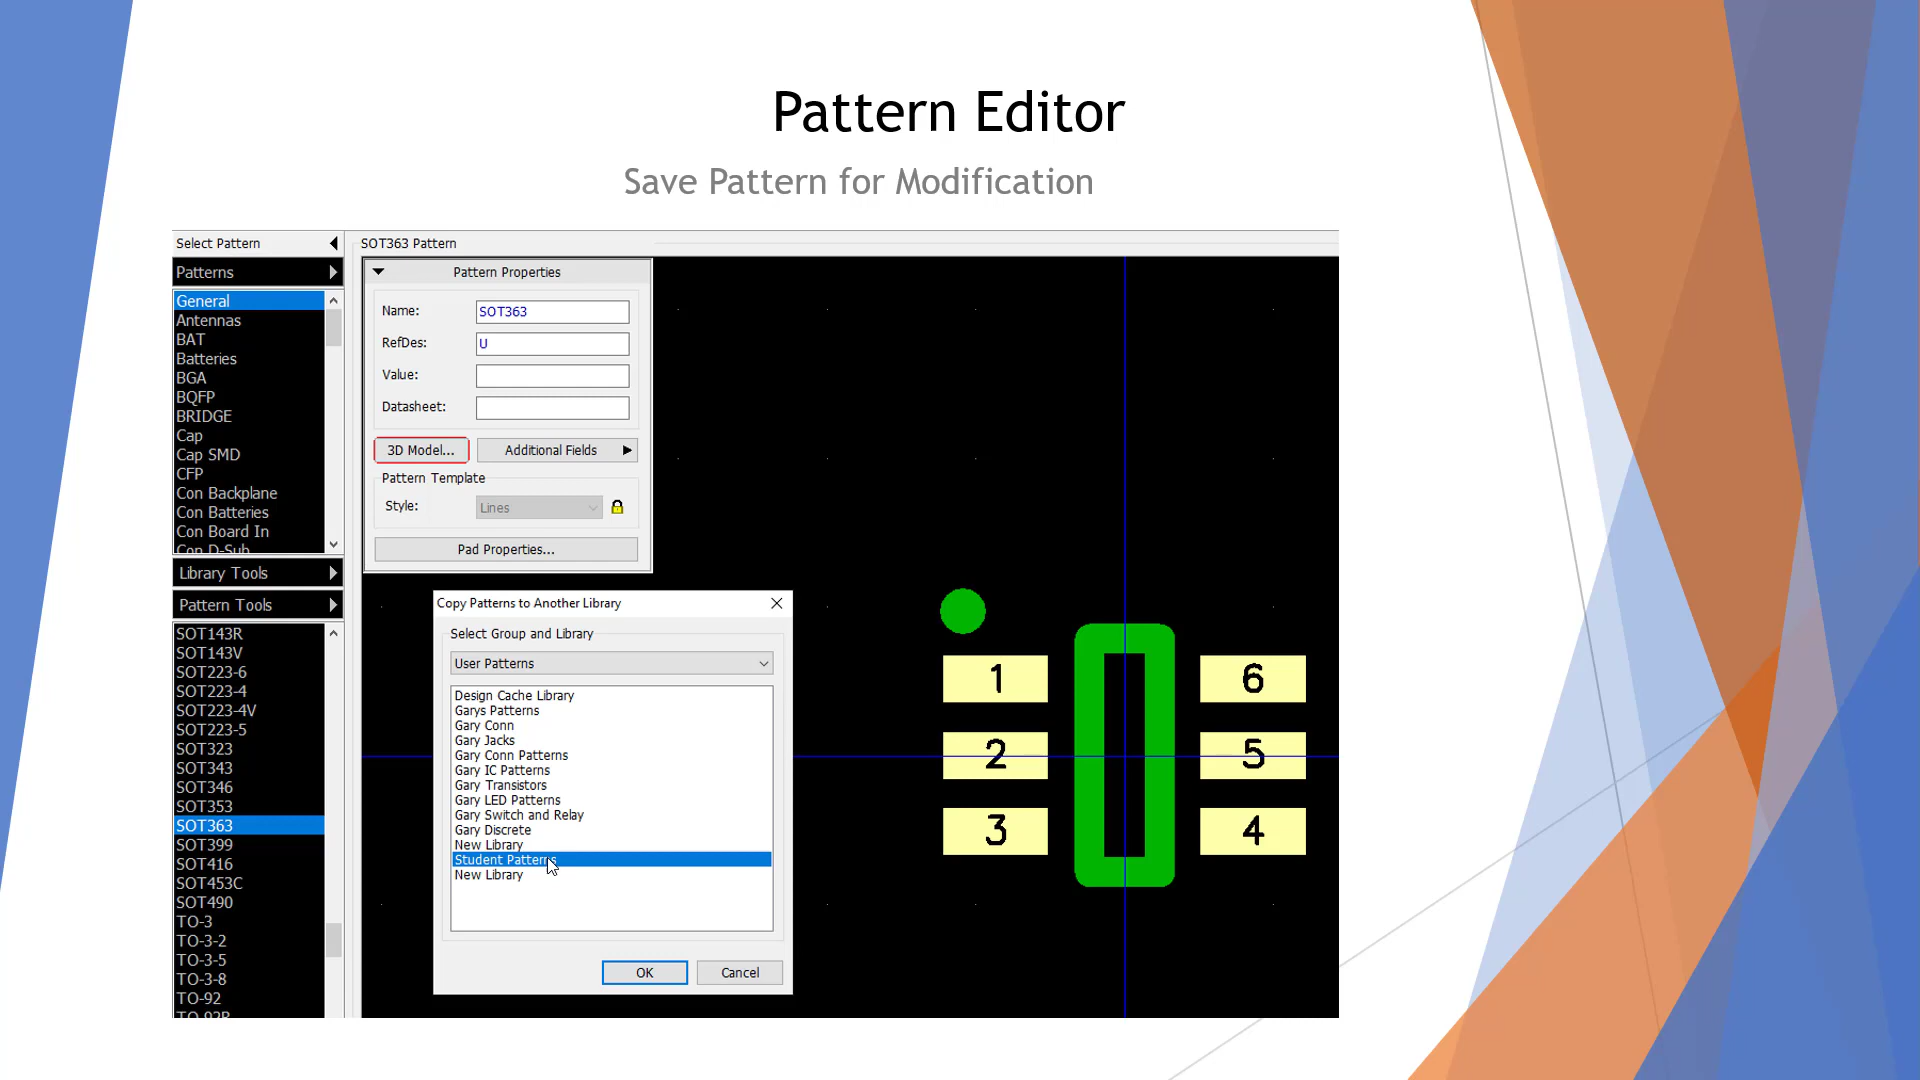 Pattern Editor
Save Pattern for Modification
Select Pattern
SOT363 Pattern
Patterns
Pattern Properties
General
Antennas
BAT
Batteries
BGA
BQFP
BRIDGE
Cap
Cap SMD
CFP
Con Backplane
Con Batteries
Con Board In
Con D-Sub
Name:
SOT363
RefDes:
U
Value:
Datasheet:
3D Model...
Additional Fields
Pattern Template
Style:
Lines
Pad Properties...
Library Tools
Pattern Tools
SOT143R
SOT143V
SOT223-6
SOT223-4
SOT223-4V
SOT223-5
SOT323
SOT343
SOT346
SOT353
SOT363
SOT399
SOT416
SOT453C
SOT490
TO-3
TO-3-2
TO-3-5
TO-3-8
TO-92
TO-92R
Copy Patterns to Another Library
Select Group and Library
User Patterns
Design Cache Library
Garys Patterns
Gary Conn
Gary Jacks
Gary Conn Patterns
Gary IC Patterns
Gary Transistors
Gary LED Patterns
Gary Switch and Relay
Gary Discrete
New Library
Student Patterns
New Library
OK
Cancel
1
6
2
5
3
4